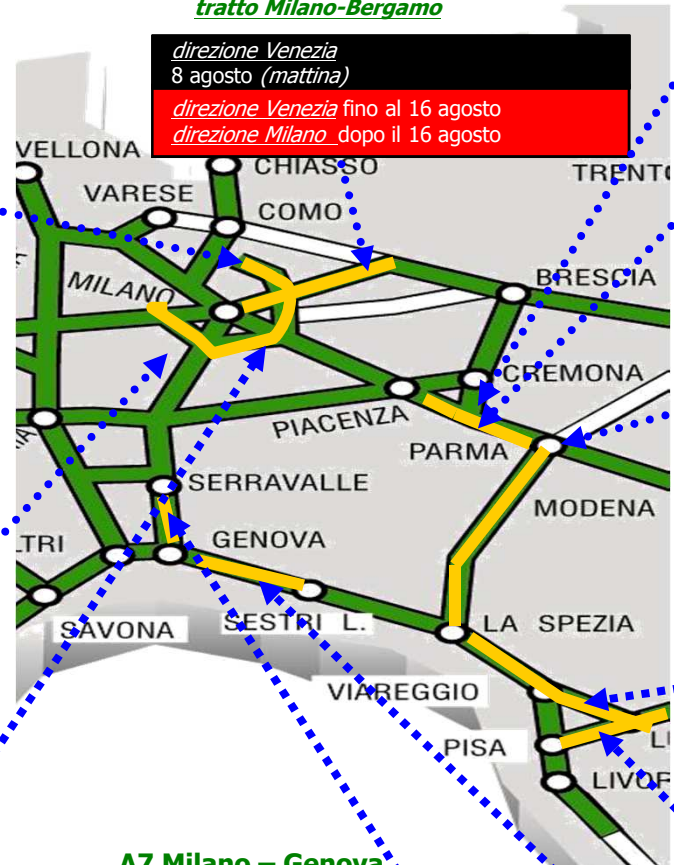 tratto Milano-Bergamo
direzione Venezia
8 agosto (mattina)
direzione Venezia fino al 16 agosto
direzione Milano dopo il 16 agosto
VELLONA
CHIASSO
TRENTO
VARESE
COMO
MILANO
BRESCIA
CREMONA
PIACENZA
PARMA
SERRAVALLE
MODENA
LTRI
GENOVA
SAVONA
SESTRI L.
LA SPEZIA
VIAREGGIO
PISA
LIVOR
A7 Milano – Genova